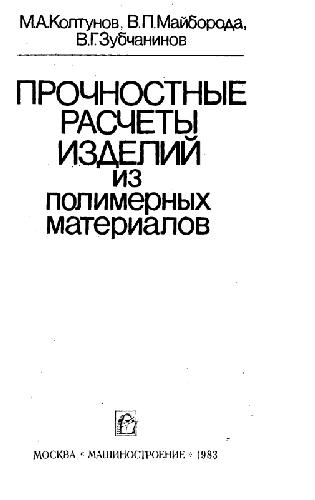 М.А.Колтунов, В.П.Майборода,
В.Г.Зубчанинов
ПРОЧНОСТНЫЕ
РАСЧЕТЫ
ИЗДЕЛИЙ
ИЗ
ПОЛИМЕРНЫХ
МАТЕРИАЛОВ
МОСКВА «МАШИНОСТРОЕНИЕ» 1983